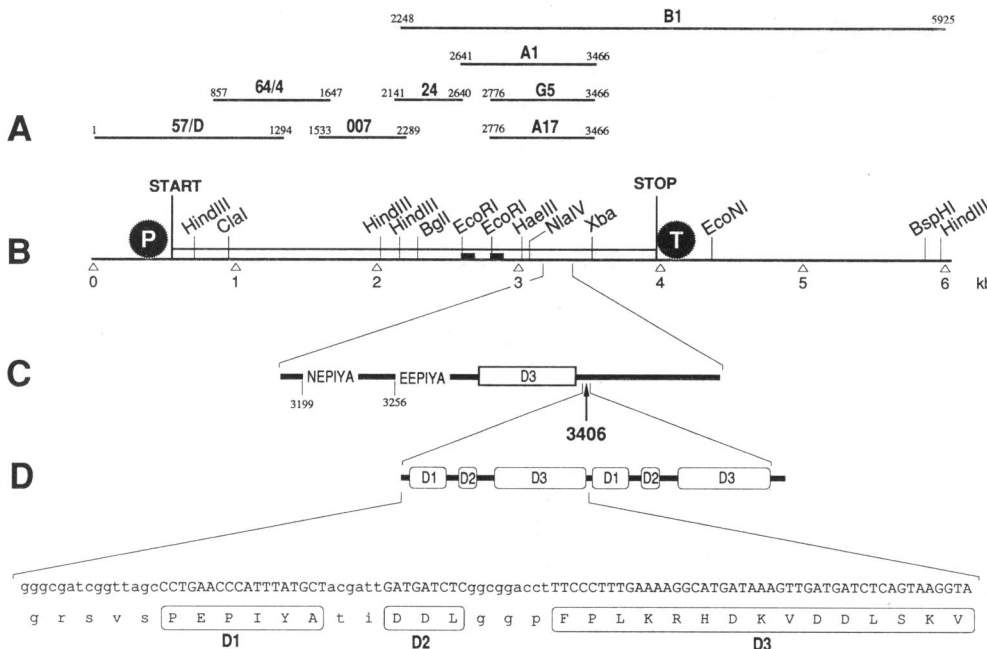 2248 B1 5925
2641 A1 3466
857 64/4 1647 2141 24 2640 2776 G5 3466
A 1 57/D 1294 1533 007 2289 2776 A17 3466
START STOP
HindIII ClaI HindIII HindIII BglI EcoRI EcoRI HaeIII NlaIV Xba EcoNI BspHI HindIII
P T
B
0 1 2 3 4 5 6 kb
C NEPIYA EEPIYA D3
3199 3256
3406
D D1 D2 D3 D1 D2 D3
gggcgatcggttagcCCTGAACCCATTTATGCTacgattGATGATCTCggcggacctTTCCCTTTGAAAAGGCATGATAAAGTTGATGATCTCAGTAAGGTA
g r s v s P E P I Y A t i D D L g g p F P L K R H D K V D D L S K V
D1 D2 D3